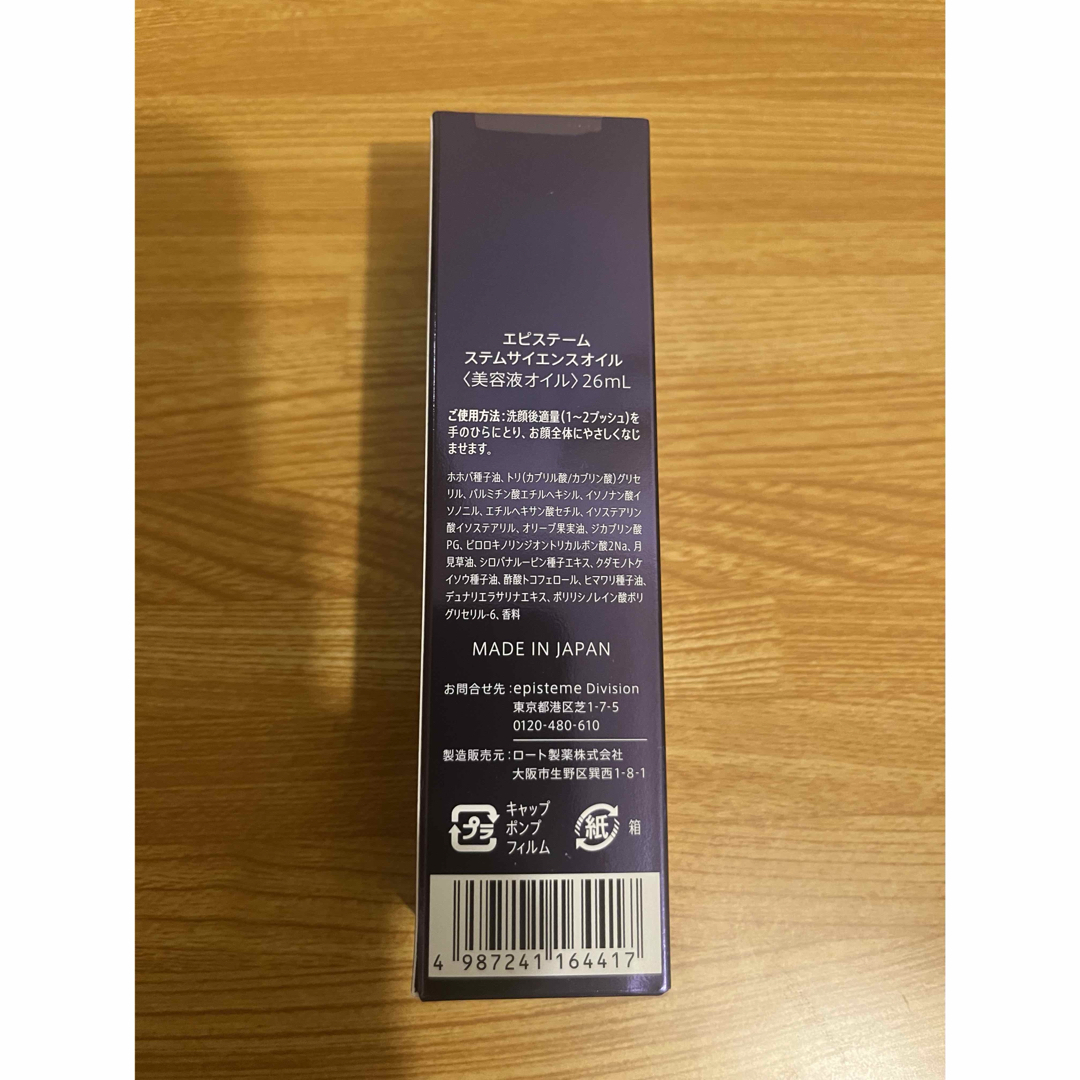 エピステーム
ステムサイエンスオイル
〈美容液オイル〉26mL
ご使用方法:洗顔後適量(1〜2プッシュ)を
手のひらにとり、お顔全体にやさしくなじ
ませます。
ホホバ種子油、トリ(カプリル酸/カプリン酸)グリセ
リル、パルミチン酸エチルヘキシル、イソノナン酸イ
ソノニル、エチルヘキサン酸セチル、イソステアリン
酸イソステアリル、オリーブ果実油、ジカプリン酸
PG、ピロロキノリンジオントリカルボン酸2Na、月
見草油、シロバナルーピン種子エキス、クダモノトケ
イソウ種子油、酢酸トコフェロール、ヒマワリ種子油、
デュナリエラサリナエキス、ポリリシノレイン酸ポリ
グリセリル-6、香料
MADE IN JAPAN
お問合せ先:episteme Division
東京都港区芝1-7-5
0120-480-610
製造販売元:ロート製薬株式会社
大阪市生野区巽西1-8-1
プラ キャップ
ポンプ
フィルム
紙 箱
4 987241 164417